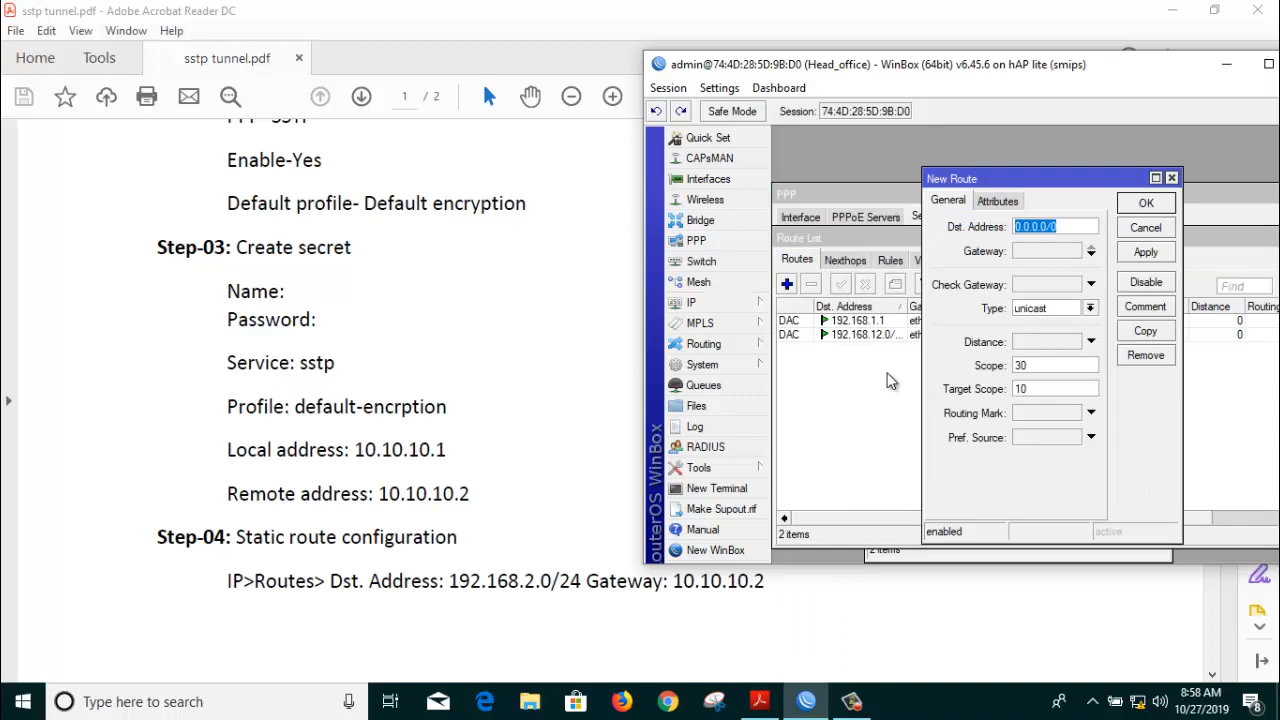 sstp tunnel.pdf - Adobe Acrobat Reader DC
File Edit View Window Help
Home Tools sstp tunnel.pdf ×
1 / 2
Enable-Yes
Default profile- Default encryption
Step-03: Create secret
Name:
Password:
Service: sstp
Profile: default-encrption
Local address: 10.10.10.1
Remote address: 10.10.10.2
Step-04: Static route configuration
IP>Routes> Dst. Address: 192.168.2.0/24 Gateway: 10.10.10.2
admin@74:4D:28:5D:9B:D0 (Head_office) - WinBox (64bit) v6.45.6 on hAP lite (smips)
Session Settings Dashboard
Safe Mode Session: 74:4D:28:5D:9B:D0
Quick Set
CAPsMAN
Interfaces
Wireless
Bridge
PPP
Switch
Mesh
IP
MPLS
Routing
System
Queues
Files
Log
RADIUS
Tools
New Terminal
Make Supout.rif
Manual
New WinBox
outerOS WinBox
PPP
Interface PPPoE Servers Se
Route List
Routes Nexthops Rules V
Find
Dst. Address Ga Distance Routing
DAC 192.168.1.1 eth 0
DAC 192.168.12.0/... eth 0
2 items
2 items
New Route
General Attributes
Dst. Address: 0.0.0.0/0
Gateway:
Check Gateway:
Type: unicast
Distance:
Scope: 30
Target Scope: 10
Routing Mark:
Pref. Source:
enabled active
OK
Cancel
Apply
Disable
Comment
Copy
Remove
Type here to search
8:58 AM
10/27/2019
8